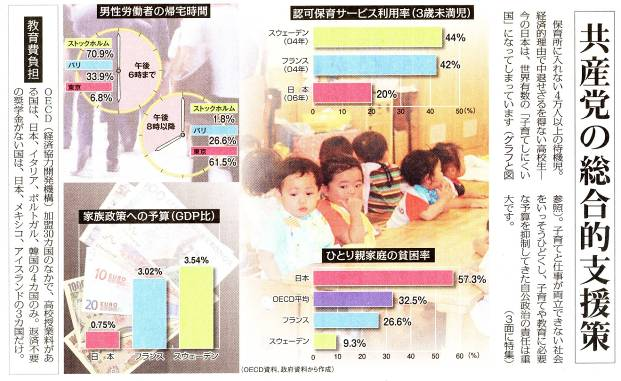 共産党の総合的支援策
保育所に入れない4万人以上の待機児。
経済的理由で中退せざるを得ない高校生―
今の日本は、世界有数の「子育てしにくい
国」になってしまっています(グラフと図
参照)。子育てと仕事が両立できない社会
をいっそうひどくし、子育てや教育に必要
な予算を抑制してきた自公政治の責任は重
大です。 (3面に特集)
認可保育サービス利用率(3歳未満児)
スウェーデン
(04年)
44%
フランス
(04年)
42%
日本
(06年)
20%
0 10 20 30 40 50(%)
男性労働者の帰宅時間
ストックホルム
70.9%
パリ
33.9%
東京
6.8%
午後
6時まで
午後
8時以降
ストックホルム
1.8%
パリ
26.6%
東京
61.5%
家族政策への予算(GDP比)
0.75%
3.02%
3.54%
日本 フランス スウェーデン
ひとり親家庭の貧困率
日本 57.3%
OECD平均 32.5%
フランス 26.6%
スウェーデン 9.3%
0 10 20 30 40 50 60 (%)
(OECD資料、政府資料から作成)
教育費負担
OECD(経済協力開発機構)加盟30カ国のなかで、高校授業料があ
る国は、日本、イタリア、ポルトガル、韓国の4カ国のみ。返済不要
の奨学金がない国は、日本、メキシコ、アイスランドの3カ国だけ。